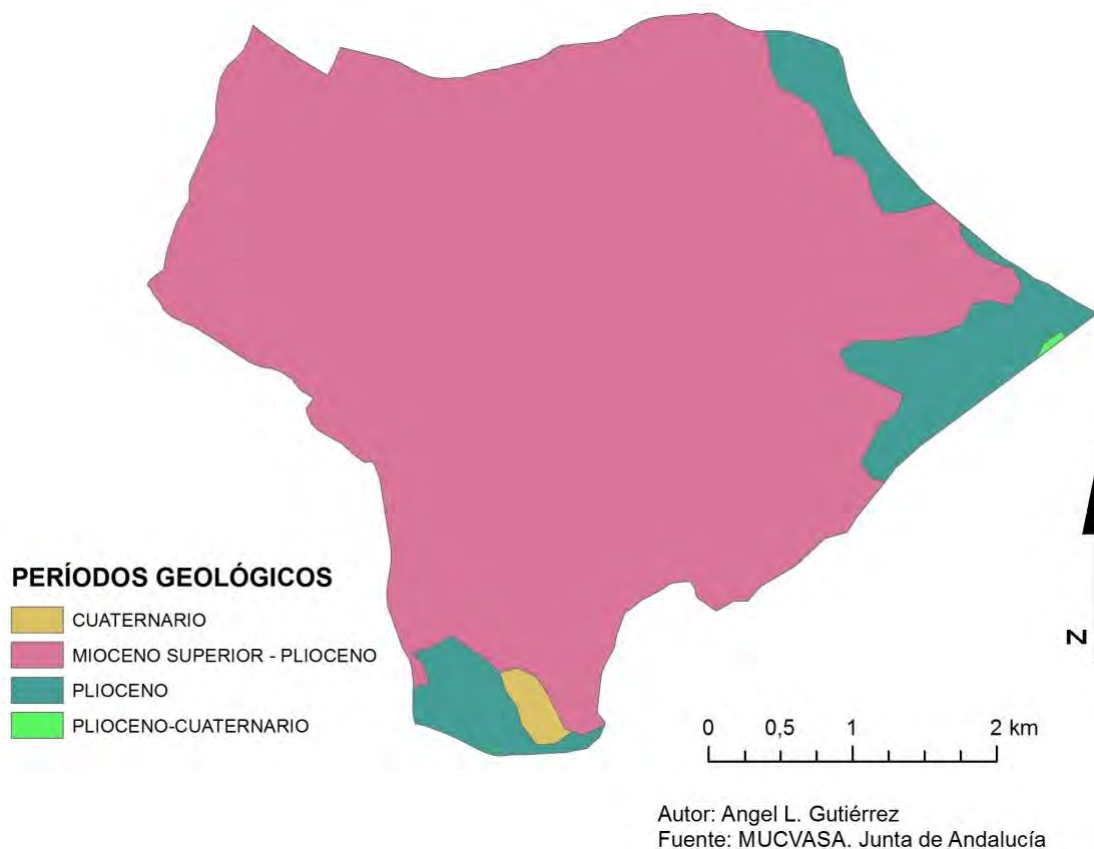 PERÍODOS GEOLÓGICOS
CUATERNARIO
MIOCENO SUPERIOR - PLIOCENO
PLIOCENO
PLIOCENO-CUATERNARIO
N
0 0,5 1 2 km
Autor: Angel L. Gutiérrez
Fuente: MUCVASA. Junta de Andalucía